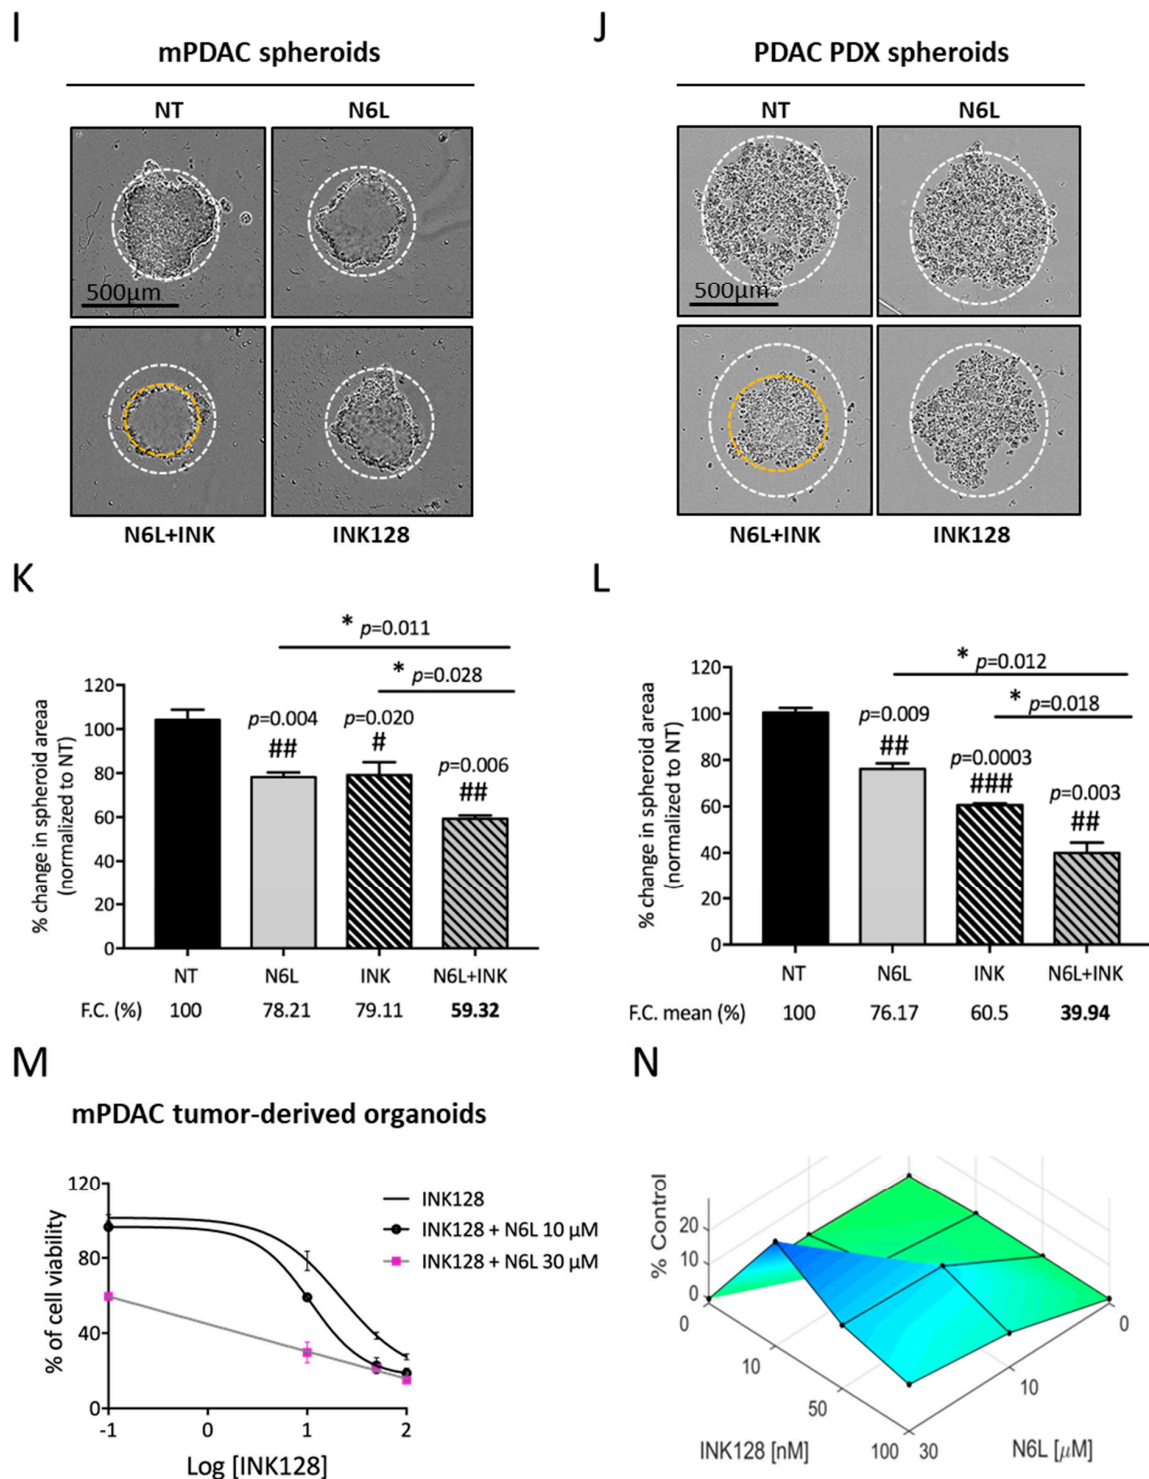 I
mPDAC spheroids
NT
N6L
500µm
N6L+INK
INK128
J
PDAC PDX spheroids
NT
N6L
500µm
N6L+INK
INK128
K
* p=0.011
* p=0.028
p=0.004
##
p=0.020
#
p=0.006
##
% change in spheroid areaa
(normalized to NT)
120
100
80
60
40
20
0
NT
N6L
INK
N6L+INK
F.C. (%)
100
78.21
79.11
59.32
L
* p=0.012
* p=0.018
p=0.009
##
p=0.0003
###
p=0.003
##
% change in spheroid areaa
(normalized to NT)
120
100
80
60
40
20
0
NT
N6L
INK
N6L+INK
F.C. mean (%)
100
76.17
60.5
39.94
M
mPDAC tumor-derived organoids
% of cell viability
120
80
40
0
-1
0
1
2
Log [INK128]
INK128
INK128 + N6L 10 µM
INK128 + N6L 30 µM
N
% Control
20
10
0
0
10
50
100
INK128 [nM]
30
10
0
N6L [µM]